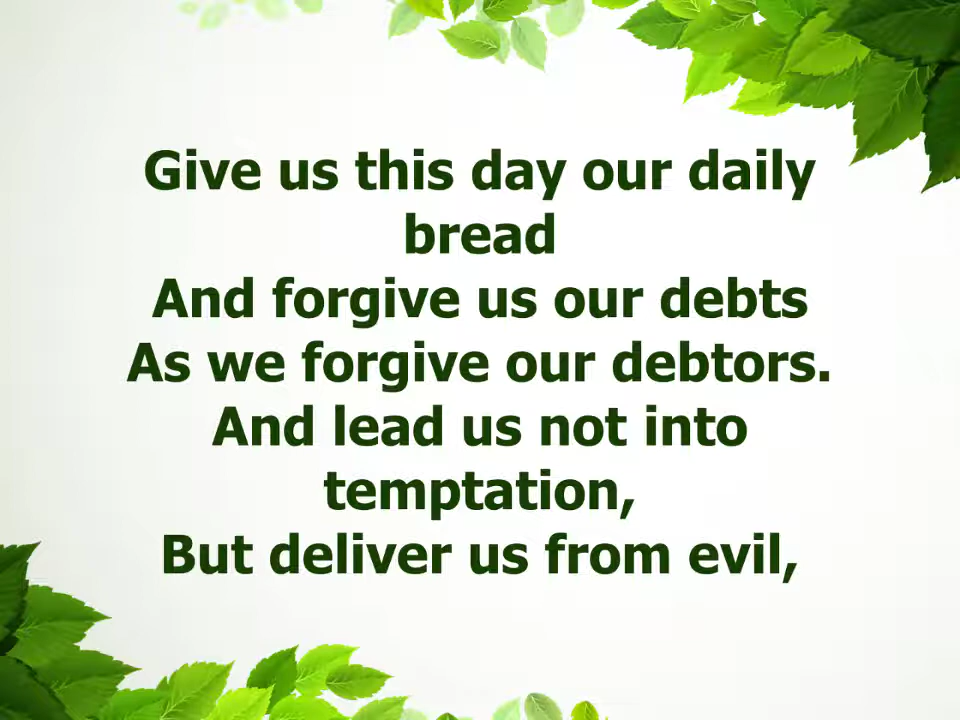 Give us this day our daily
bread
And forgive us our debts
As we forgive our debtors.
And lead us not into
temptation,
But deliver us from evil,